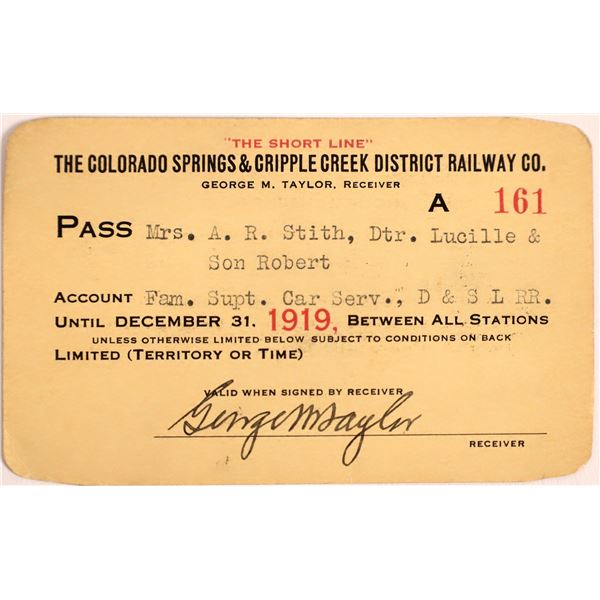 "THE SHORT LINE"
THE COLORADO SPRINGS & CRIPPLE CREEK DISTRICT RAILWAY CO.
GEORGE M. TAYLOR, RECEIVER
A 161
PASS Mrs. A. R. Stith, Dtr. Lucille &
Son Robert
ACCOUNT Fam. Supt. Car Serv., D & S L RR.
UNTIL DECEMBER 31. 1919, BETWEEN ALL STATIONS
UNLESS OTHERWISE LIMITED BELOW SUBJECT TO CONDITIONS ON BACK
LIMITED (TERRITORY OR TIME)
VALID WHEN SIGNED BY RECEIVER
George M Taylor
RECEIVER